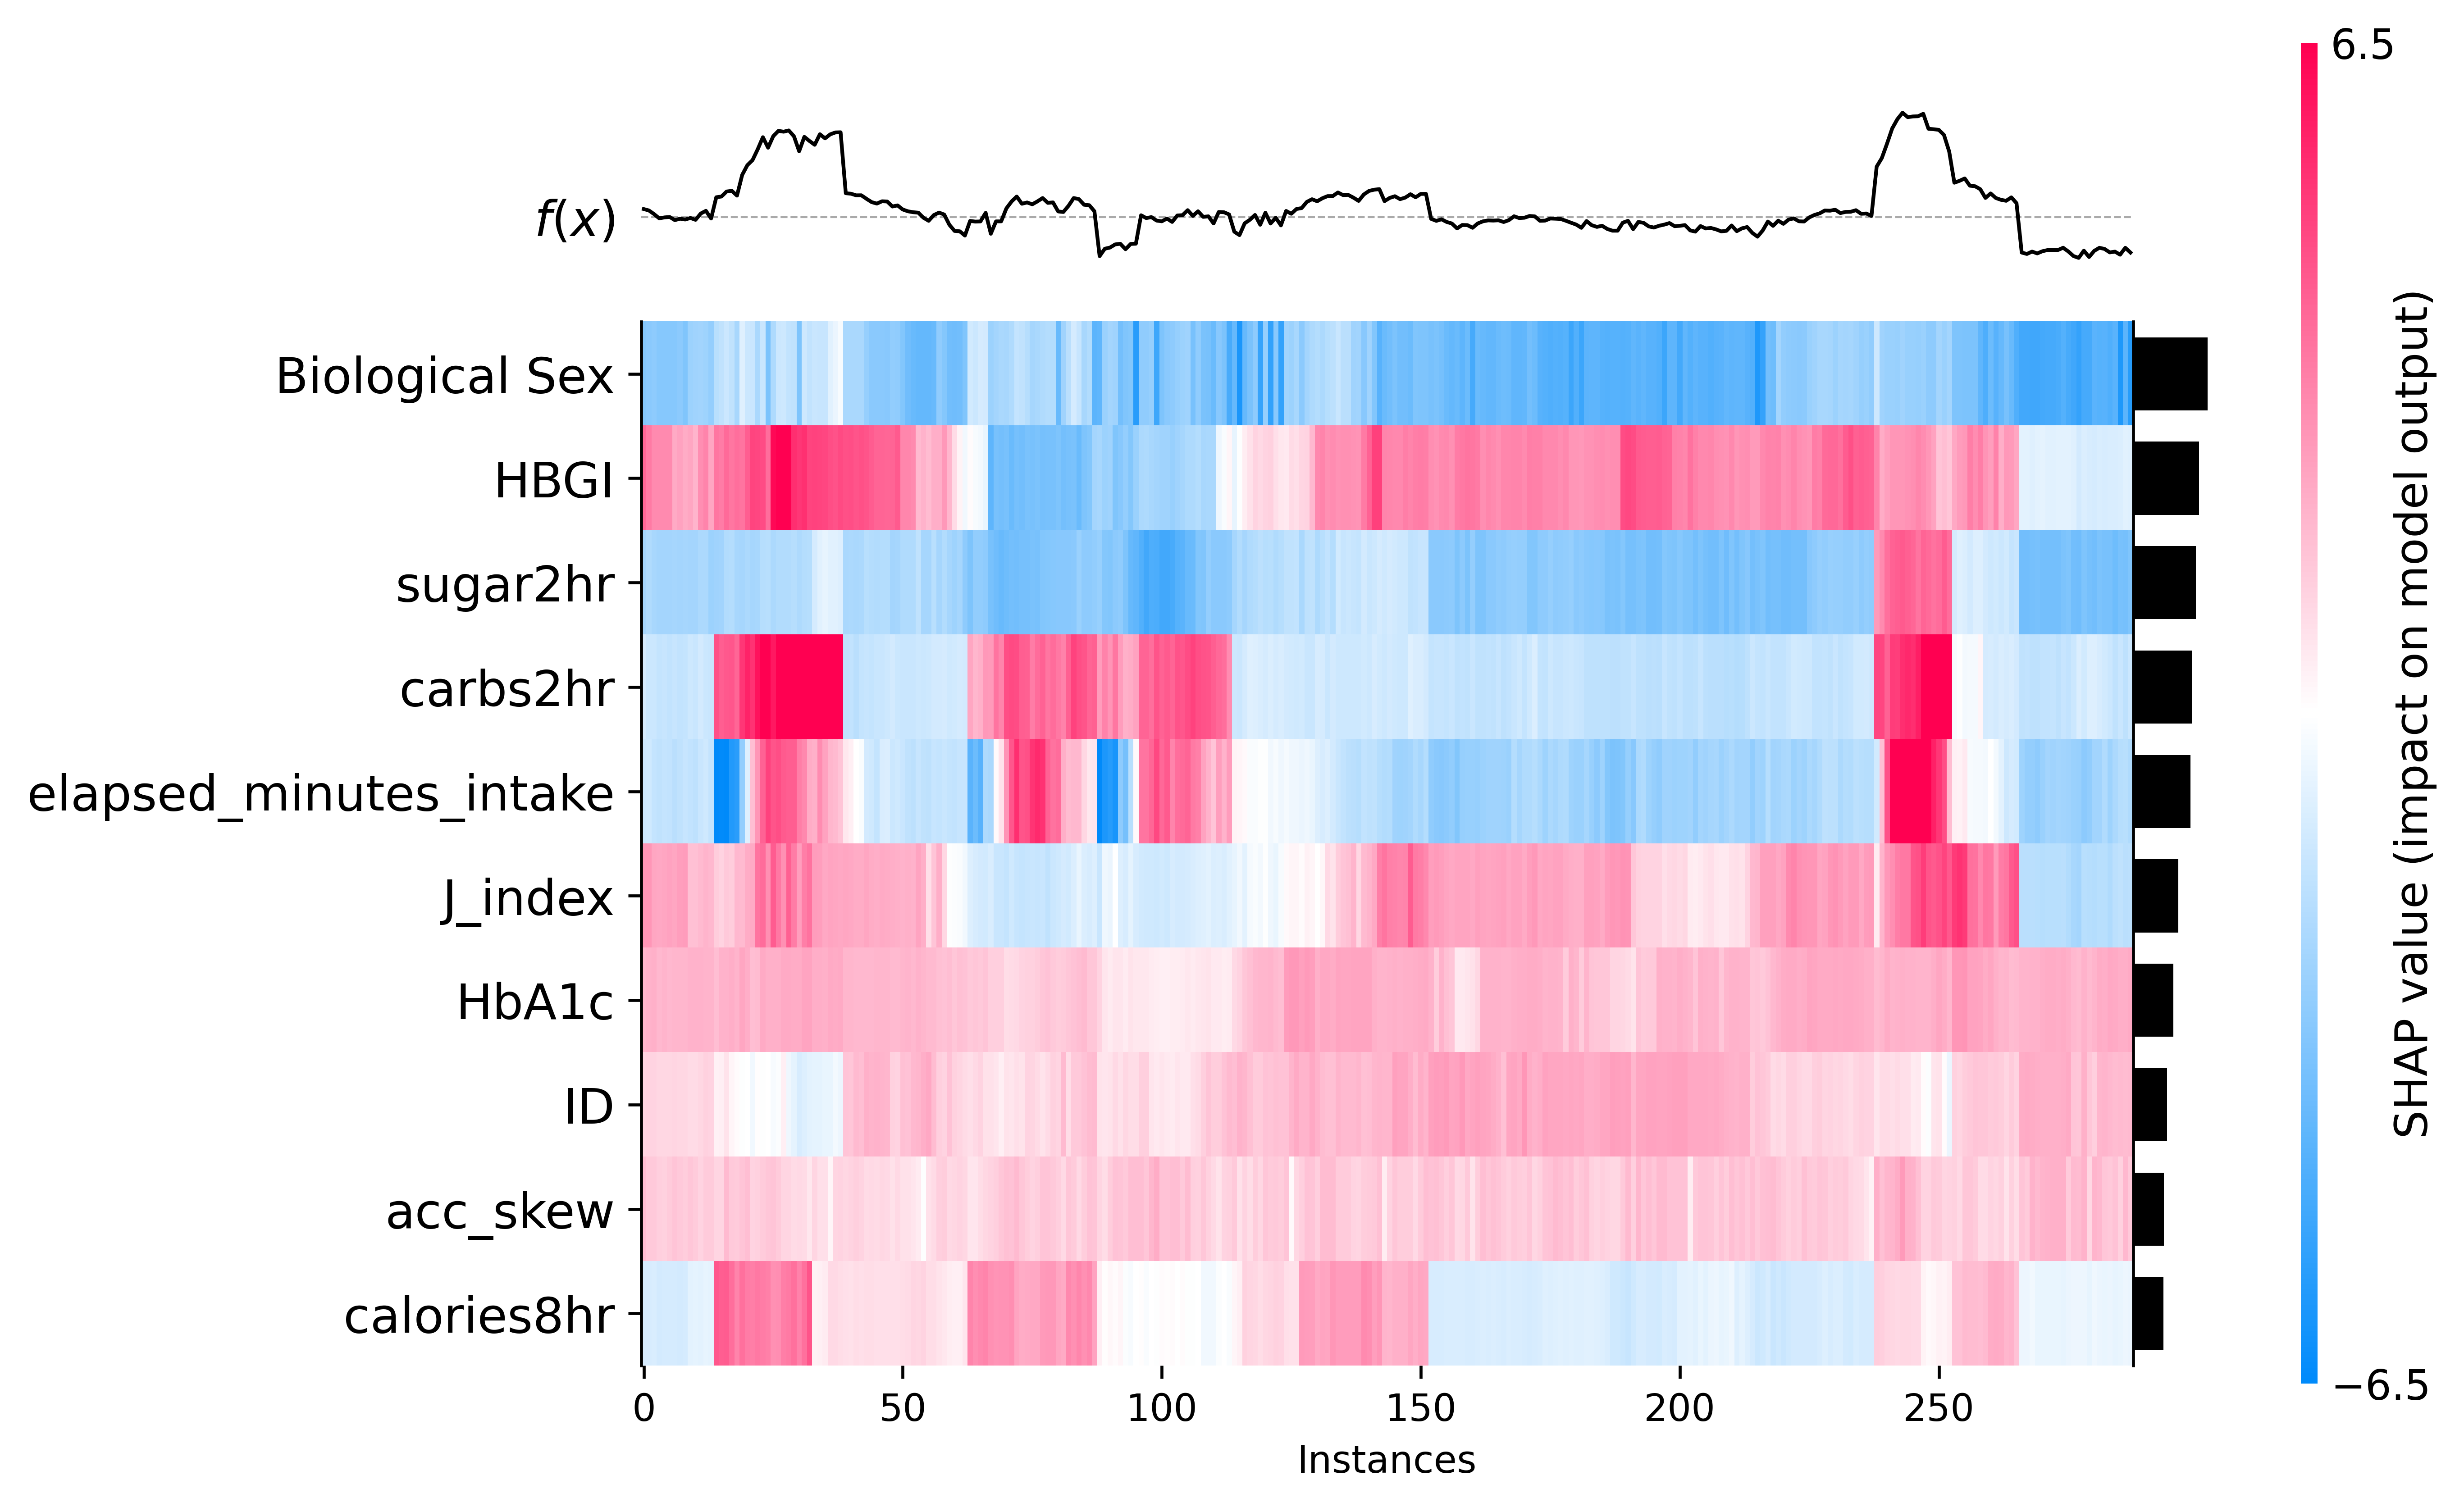 6.5
f(x)
Biological Sex
HBGI
sugar2hr
carbs2hr
elapsed_minutes_intake
J_index
HbA1c
ID
acc_skew
calories8hr
0 50 100 150 200 250
Instances
SHAP value (impact on model output)
−6.5